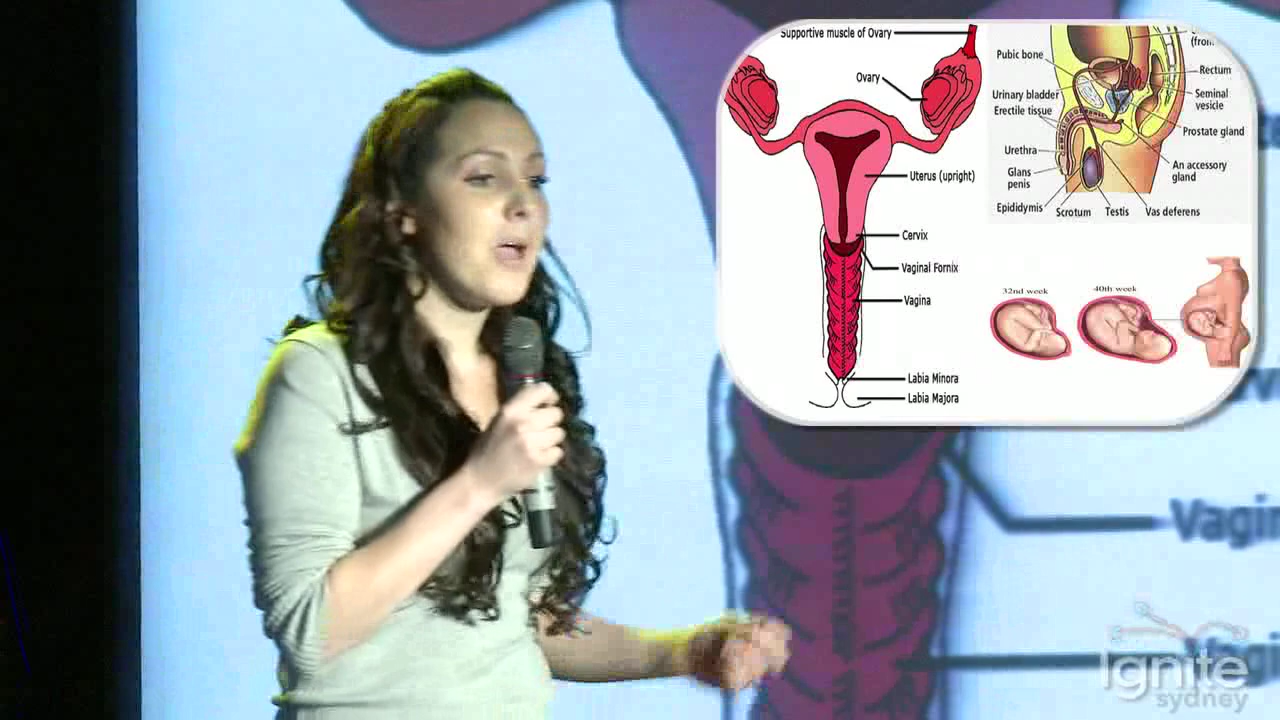 Supportive muscle of Ovary
Ovary
Uterus (upright)
Cervix
Vaginal Fornix
Vagina
Labia Minora
Labia Majora
Pubic bone
Urinary bladder
Erectile tissue
Urethra
Glans
penis
Epididymis
Scrotum
Testis
Vas deferens
Rectum
Seminal
vesicle
Prostate gland
An accessory
gland
32nd week
40th week
Ignite
sydney